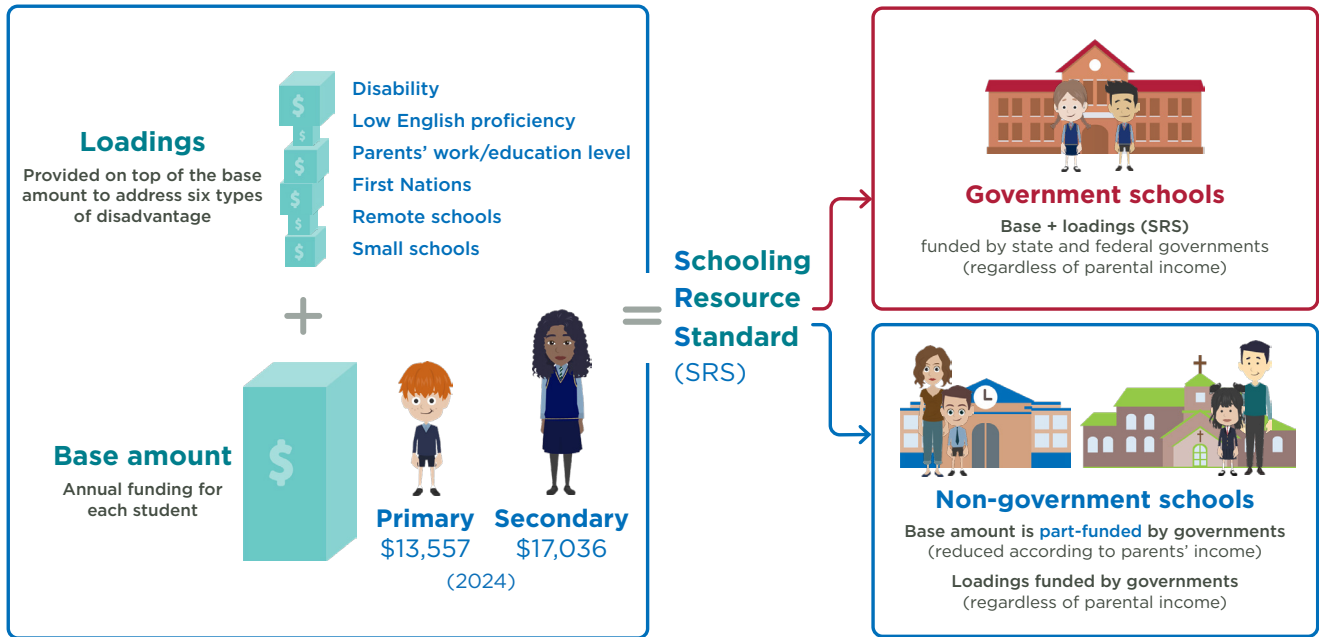 Loadings
Provided on top of the base
amount to address six types
of disadvantage
$
$
$
$
$
$
Disability
Low English proficiency
Parents' work/education level
First Nations
Remote schools
Small schools
+
Base amount
Annual funding for
each student
$
Primary
$13,557
Secondary
$17,036
(2024)
=
Schooling
Resource
Standard
(SRS)
Government schools
Base + loadings (SRS)
funded by state and federal governments
(regardless of parental income)
Non-government schools
Base amount is part-funded by governments
(reduced according to parents' income)
Loadings funded by governments
(regardless of parental income)